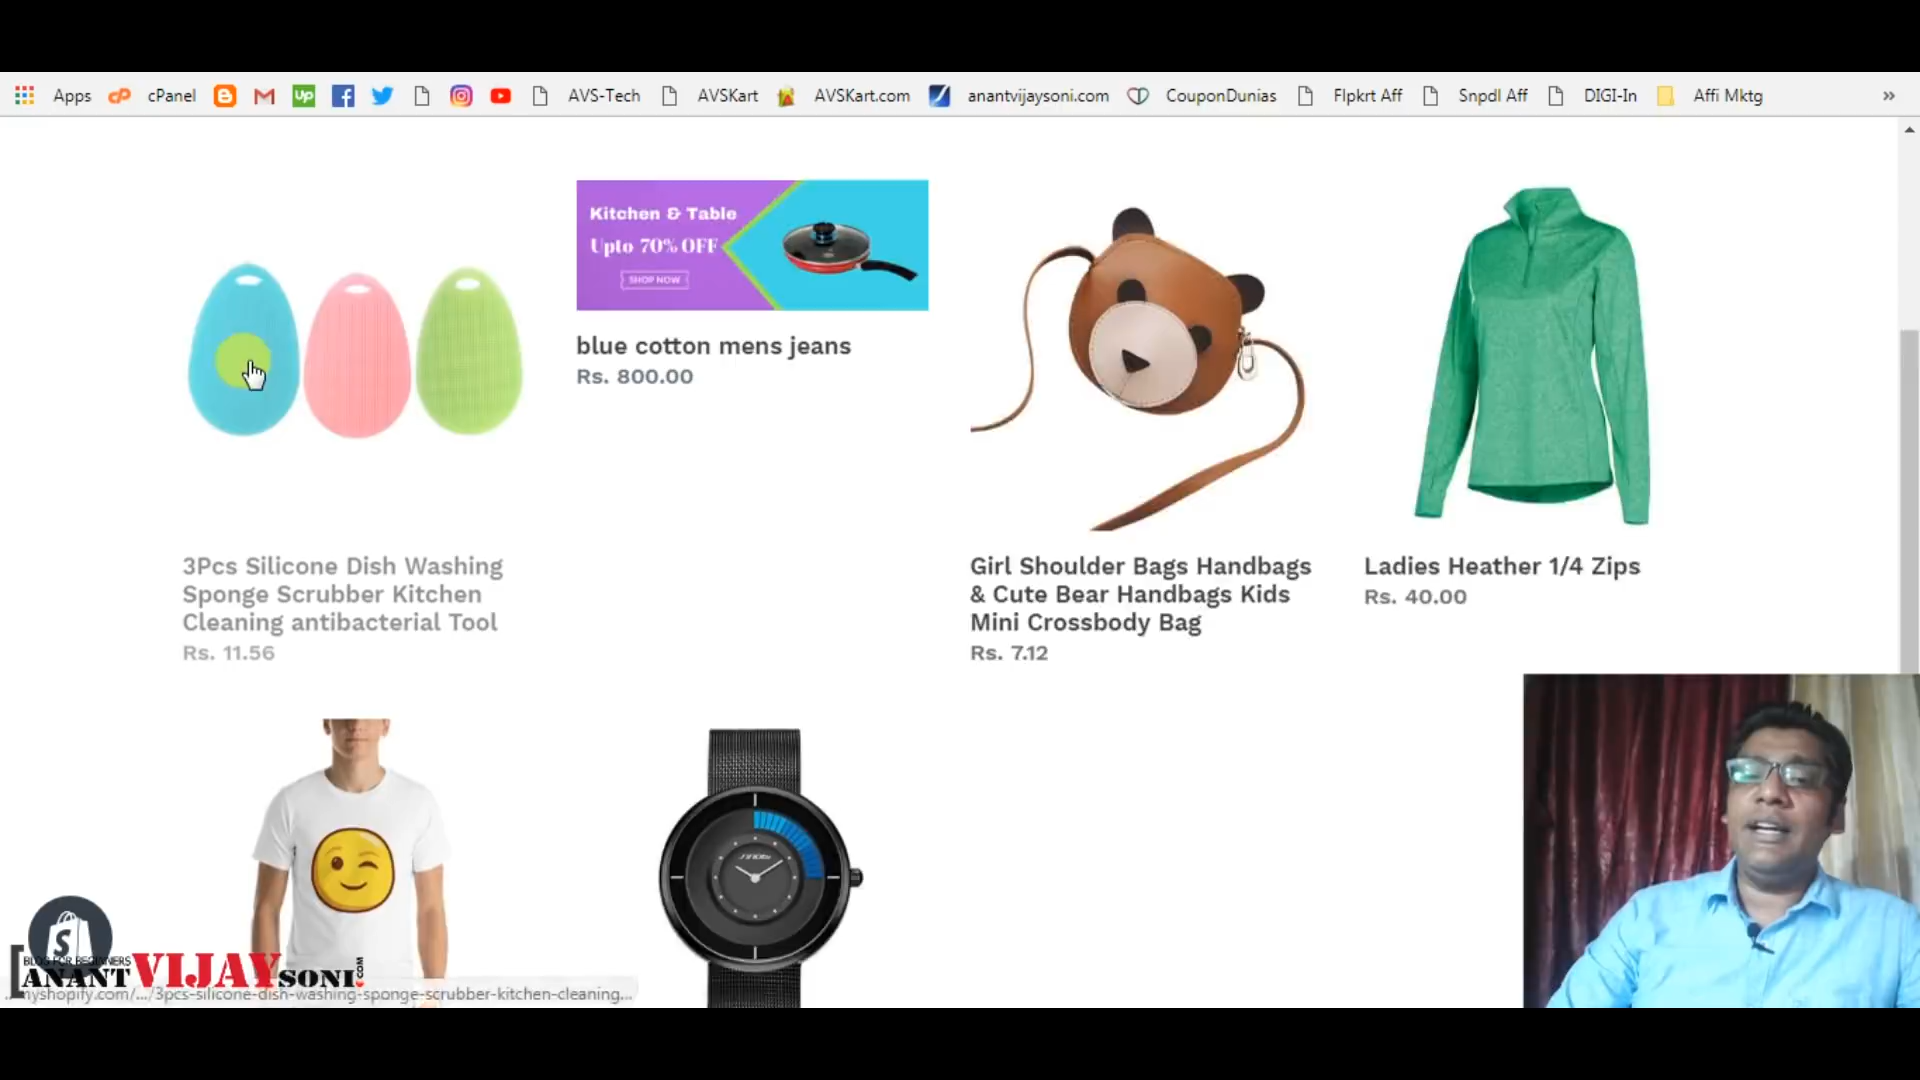 Apps cPanel Up AVS-Tech AVSKart AVSKart.com anantvijaysoni.com CouponDunias Flpkrt Aff Snpdl Aff DIGI-In Affi Mktg »
Kitchen & Table
Upto 70% OFF
SHOP NOW
blue cotton mens jeans
Rs. 800.00
3Pcs Silicone Dish Washing
Sponge Scrubber Kitchen
Cleaning antibacterial Tool
Rs. 11.56
Girl Shoulder Bags Handbags
& Cute Bear Handbags Kids
Mini Crossbody Bag
Rs. 7.12
Ladies Heather 1/4 Zips
Rs. 40.00
S
BLOG FOR BEGINNERS
ANANTVIJAYSONI.COM
...myshopify.com/.../3pcs-silicone-dish-washing-sponge-scrubber-kitchen-cleaning...